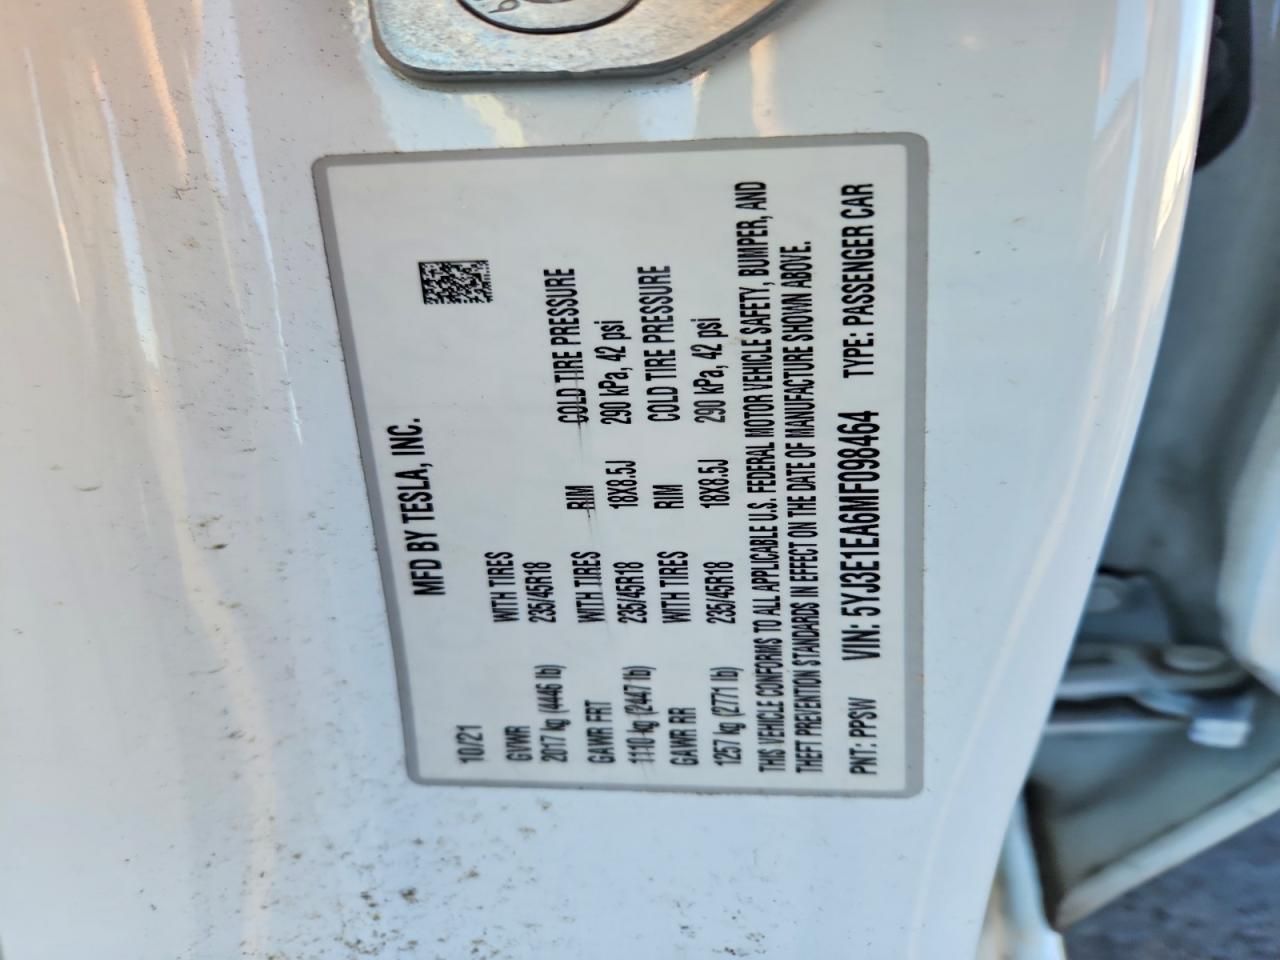 MFD BY TESLA, INC.
10/21
GVWR WITH TIRES
2017 kg (4446 lb) 235/45R18
GAWR FRT WITH TIRES RIM COLD TIRE PRESSURE
1110 kg (2447 lb) 235/45R18 18X8.5J 290 kPa, 42 psi
GAWR RR WITH TIRES RIM COLD TIRE PRESSURE
1257 kg (2771 lb) 235/45R18 18X8.5J 290 kPa, 42 psi
THIS VEHICLE CONFORMS TO ALL APPLICABLE U.S. FEDERAL MOTOR VEHICLE SAFETY, BUMPER, AND
THEFT PREVENTION STANDARDS IN EFFECT ON THE DATE OF MANUFACTURE SHOWN ABOVE.
PNT: PPSW VIN: 5YJ3E1EA6MF098464 TYPE: PASSENGER CAR